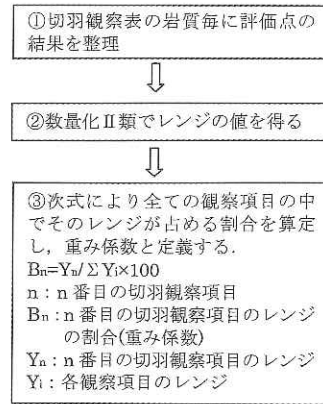 ①切羽観察表の岩質毎に評価点の
結果を整理
②数量化Ⅱ類でレンジの値を得る
③次式により全ての観察項目の中
でそのレンジが占める割合を算定
し，重み係数と定義する．
Bn=Yn/ΣYi×100
n：n 番目の切羽観察項目
Bn：n 番目の切羽観察項目のレンジ
の割合(重み係数)
Yn：n 番目の切羽観察項目のレンジ
Yi：各観察項目のレンジ